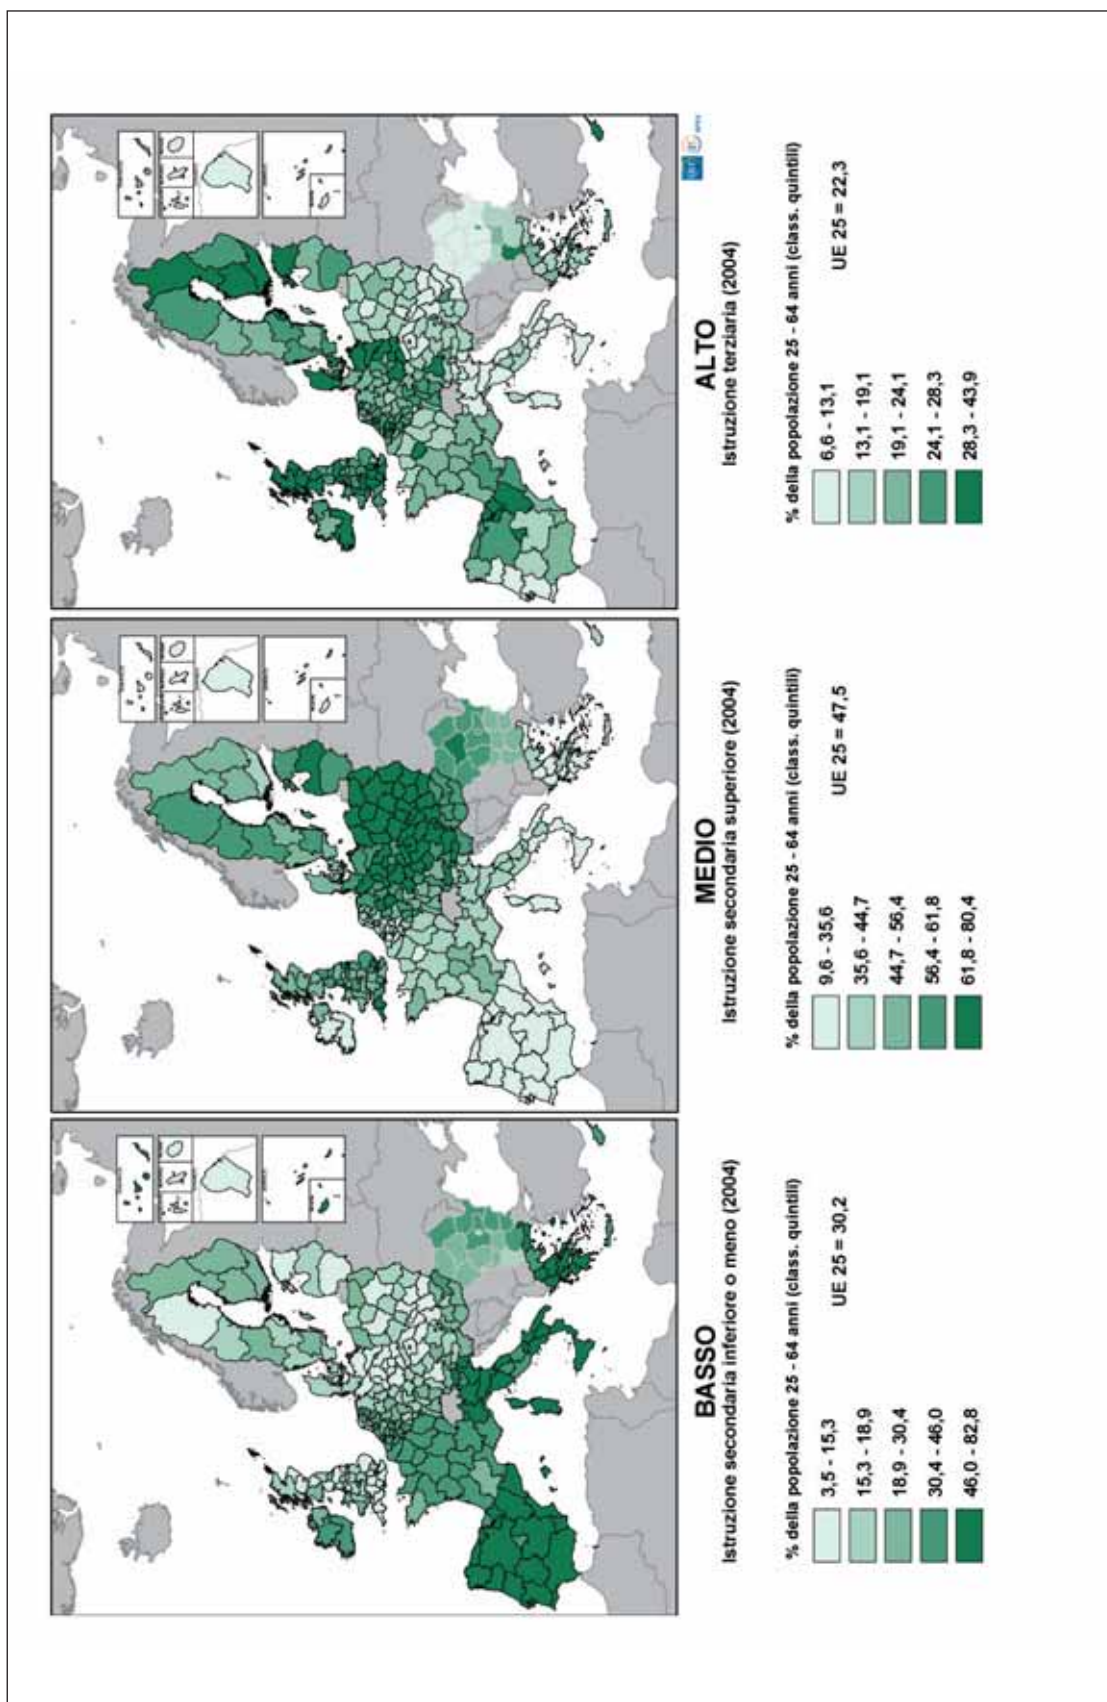 BASSO
Istruzione secondaria inferiore o meno (2004)
% della popolazione 25 - 64 anni (class. quintili)
3,5 - 15,3
15,3 - 18,9
18,9 - 30,4
30,4 - 46,0
46,0 - 82,8
UE 25 = 30,2
MEDIO
Istruzione secondaria superiore (2004)
% della popolazione 25 - 64 anni (class. quintili)
9,6 - 35,6
35,6 - 44,7
44,7 - 56,4
56,4 - 61,8
61,8 - 80,4
UE 25 = 47,5
ALTO
Istruzione terziaria (2004)
% della popolazione 25 - 64 anni (class. quintili)
6,6 - 13,1
13,1 - 19,1
19,1 - 24,1
24,1 - 28,3
28,3 - 43,9
UE 25 = 22,3